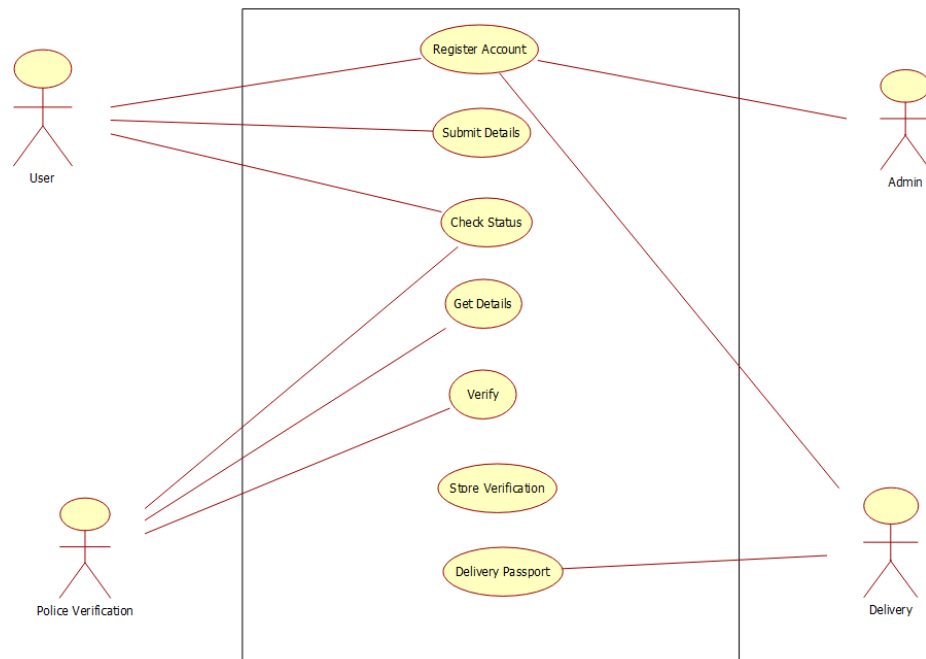 Register Account
Submit Details
User
Admin
Check Status
Get Details
Verify
Store Verification
Delivery Passport
Police Verification
Delivery